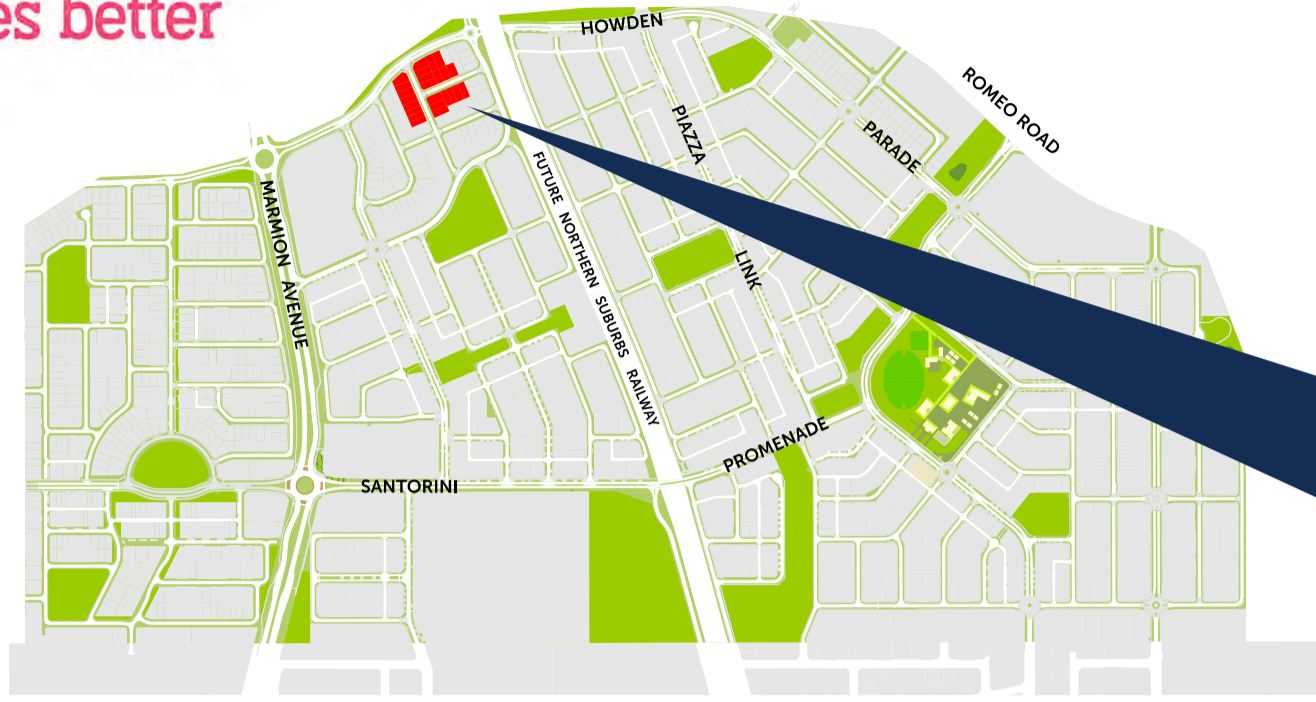 es better
HOWDEN
ROMEO ROAD
PARADE
PIAZZA
LINK
MARMION AVENUE
FUTURE NORTHERN SUBURBS RAILWAY
PROMENADE
SANTORINI